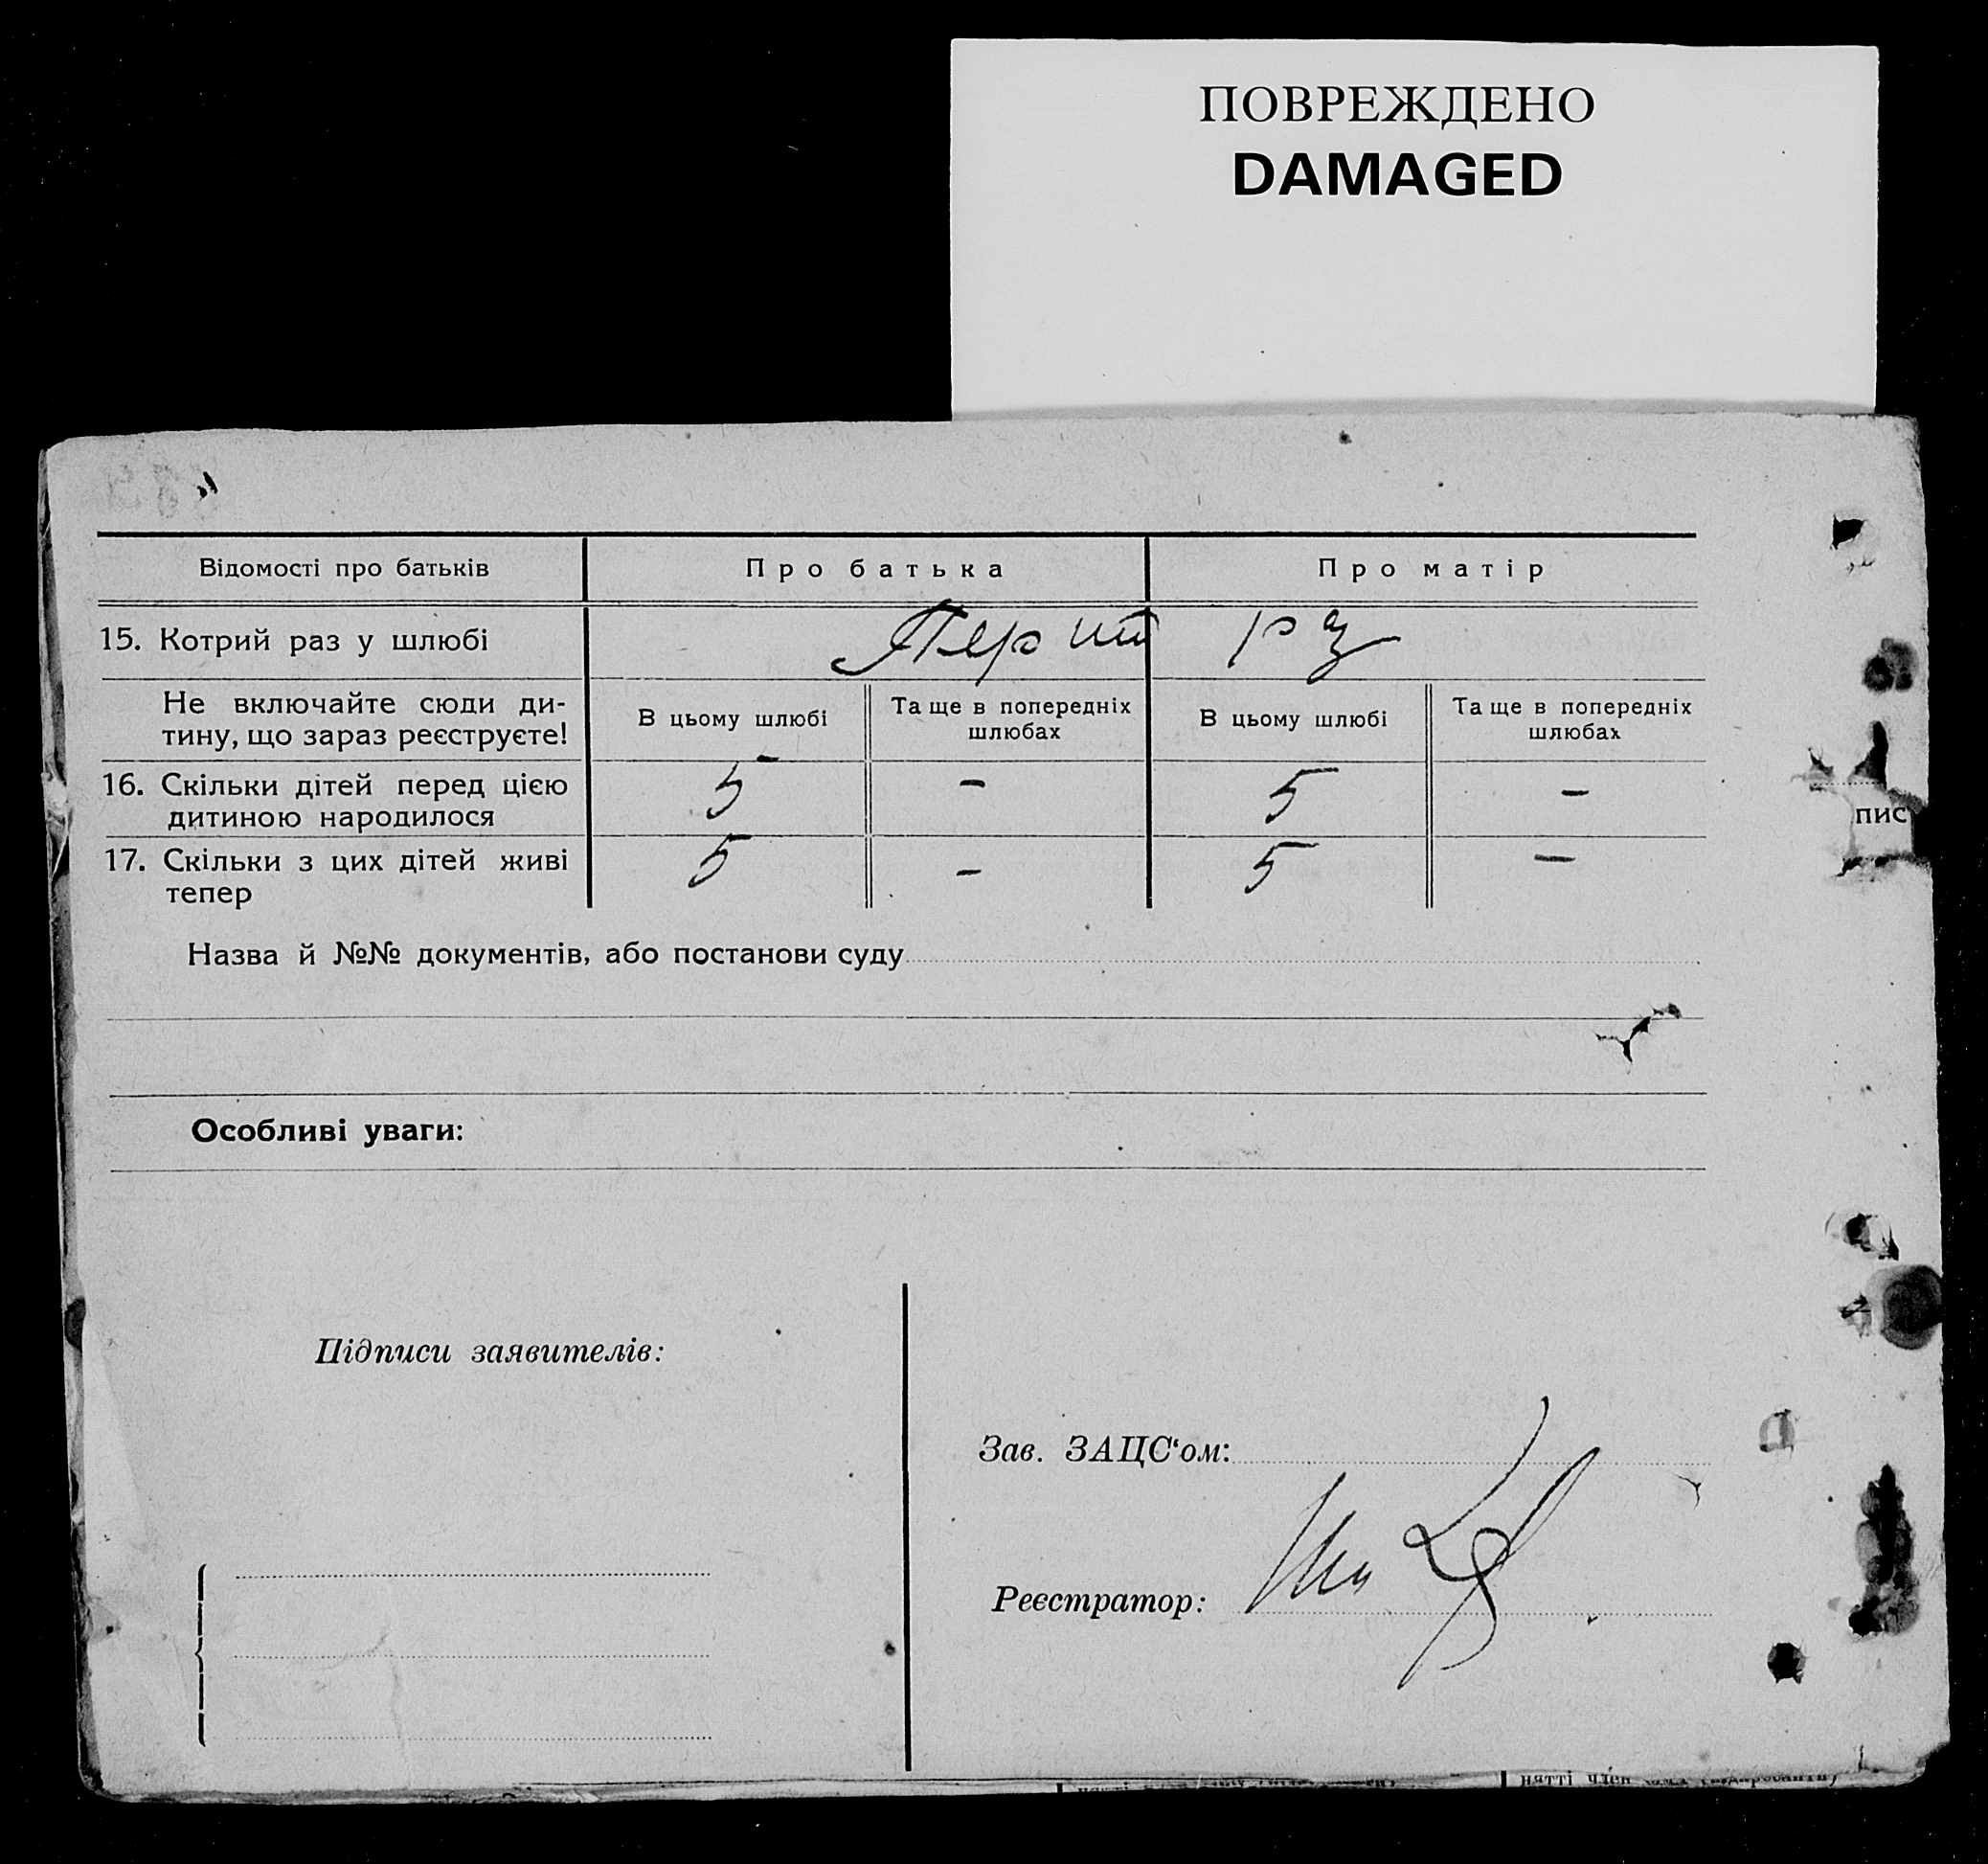 ПОВРЕЖДЕНО
DAMAGED
Відомості про батьків
Про батька
Про матір
15. Котрий раз у шлюбі
Перший раз
Не включайте сюди ди-
тину, що зараз реєструєте!
В цьому шлюбі
Та ще в попередніх
шлюбах
В цьому шлюбі
Та ще в попередніх
шлюбах
16. Скільки дітей перед цією
дитиною народилося
5 – 5 –
17. Скільки з цих дітей живі
тепер
5 – 5 –
пис
Назва й №№ документів, або постанови суду
Особливі уваги:
Підписи заявителів:
Зав. ЗАЦС‘ом:
Реєстратор: